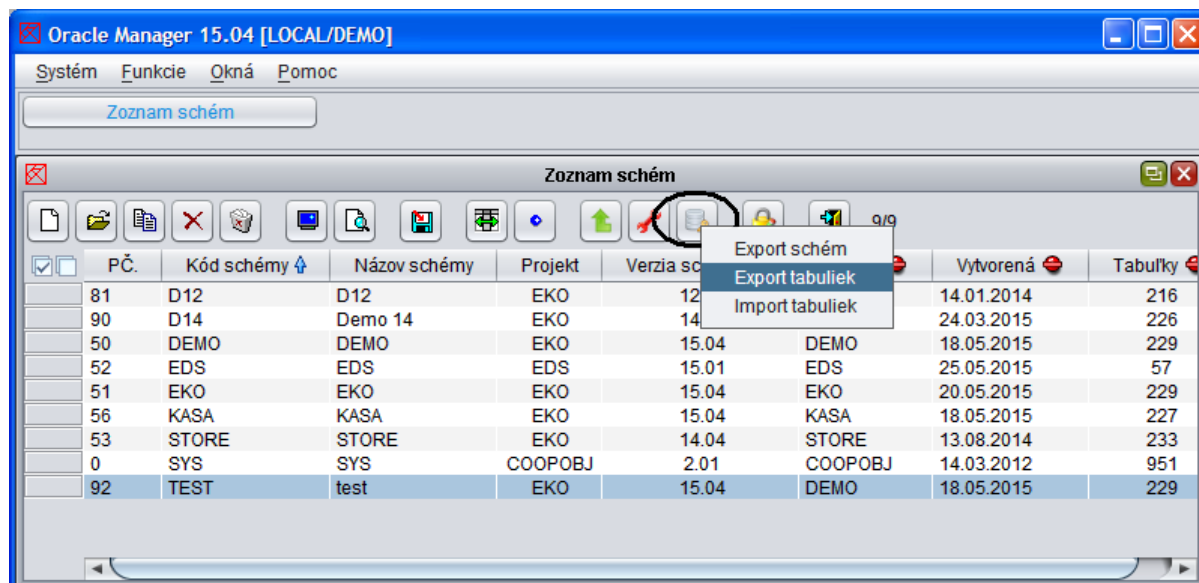 Oracle Manager 15.04 [LOCAL/DEMO]
Systém Funkcie Okná Pomoc
Zoznam schém
Zoznam schém
9/9
Export schém
Export tabuliek
Import tabuliek
PČ. Kód schémy Názov schémy Projekt Verzia sc Vytvorená Tabuľky
81 D12 D12 EKO 12 14.01.2014 216
90 D14 Demo 14 EKO 14 24.03.2015 226
50 DEMO DEMO EKO 15.04 DEMO 18.05.2015 229
52 EDS EDS EDS 15.01 EDS 25.05.2015 57
51 EKO EKO EKO 15.04 EKO 20.05.2015 229
56 KASA KASA EKO 15.04 KASA 18.05.2015 227
53 STORE STORE EKO 14.04 STORE 13.08.2014 233
0 SYS SYS COOPOBJ 2.01 COOPOBJ 14.03.2012 951
92 TEST test EKO 15.04 DEMO 18.05.2015 229